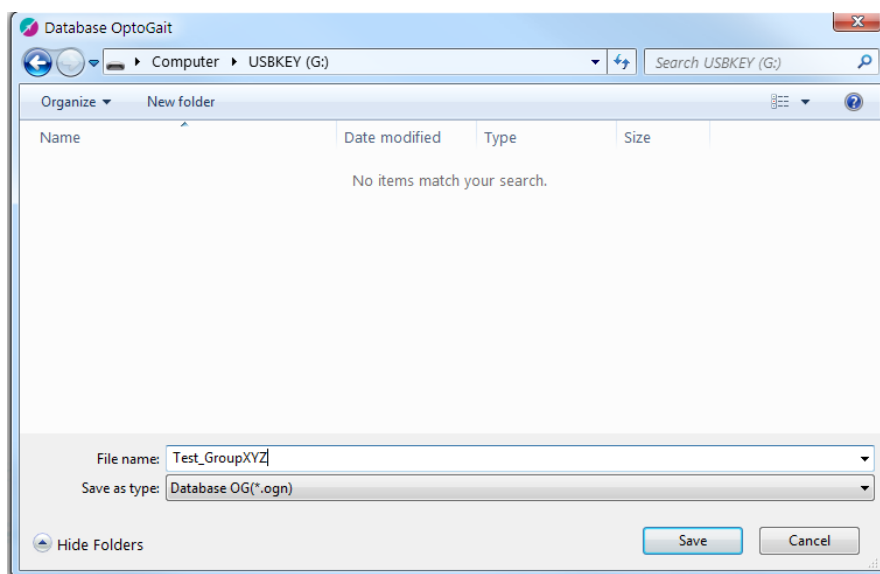 Database OptoGait
Computer USBKEY (G:) Search USBKEY (G:)
Organize New folder
Name Date modified Type Size
No items match your search.
File name: Test_GroupXYZ
Save as type: Database OG(*.ogn)
Hide Folders Save Cancel